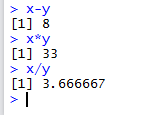 > x-y
[1] 8
> x*y
[1] 33
> x/y
[1] 3.666667
>